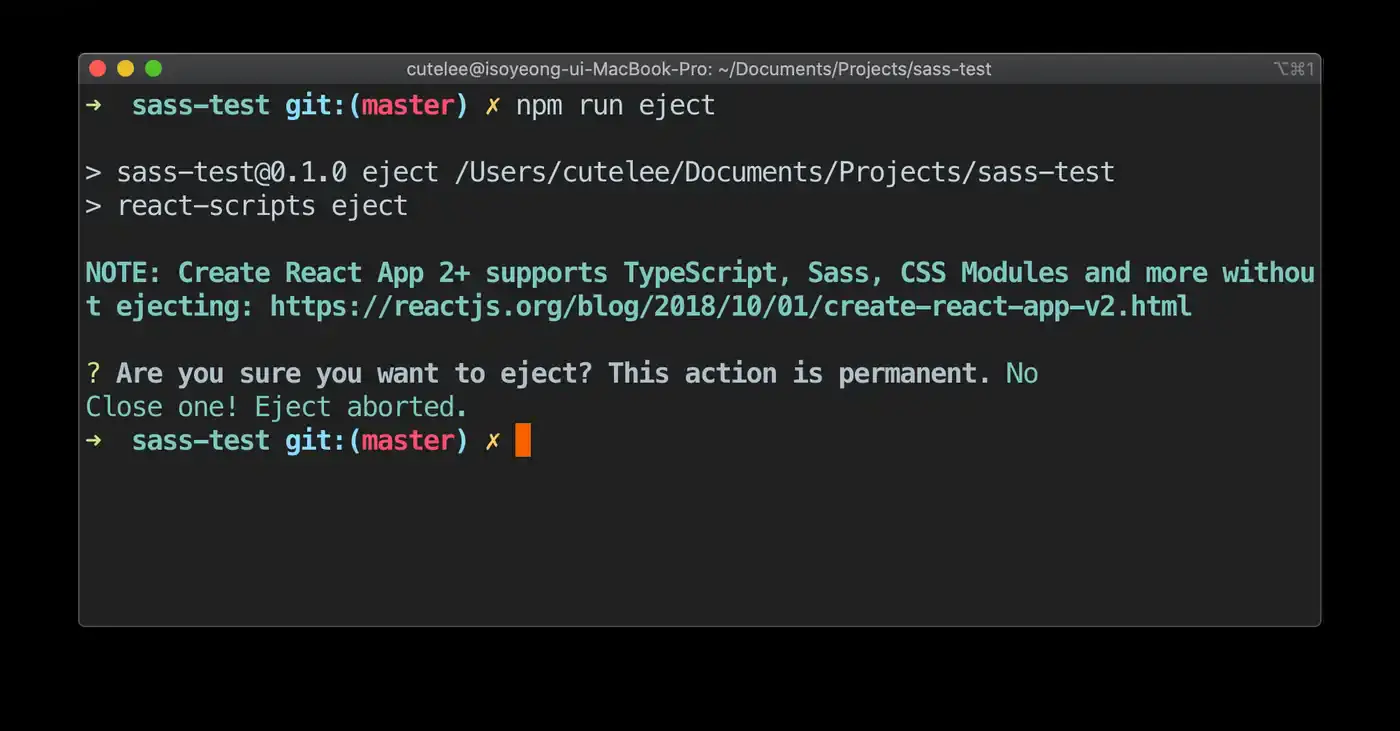 cutelee@isoyeong-ui-MacBook-Pro: ~/Documents/Projects/sass-test ⌥⌘1
➜ sass-test git:(master) ✗ npm run eject
> sass-test@0.1.0 eject /Users/cutelee/Documents/Projects/sass-test
> react-scripts eject
NOTE: Create React App 2+ supports TypeScript, Sass, CSS Modules and more withou
t ejecting: https://reactjs.org/blog/2018/10/01/create-react-app-v2.html
? Are you sure you want to eject? This action is permanent. No
Close one! Eject aborted.
➜ sass-test git:(master) ✗